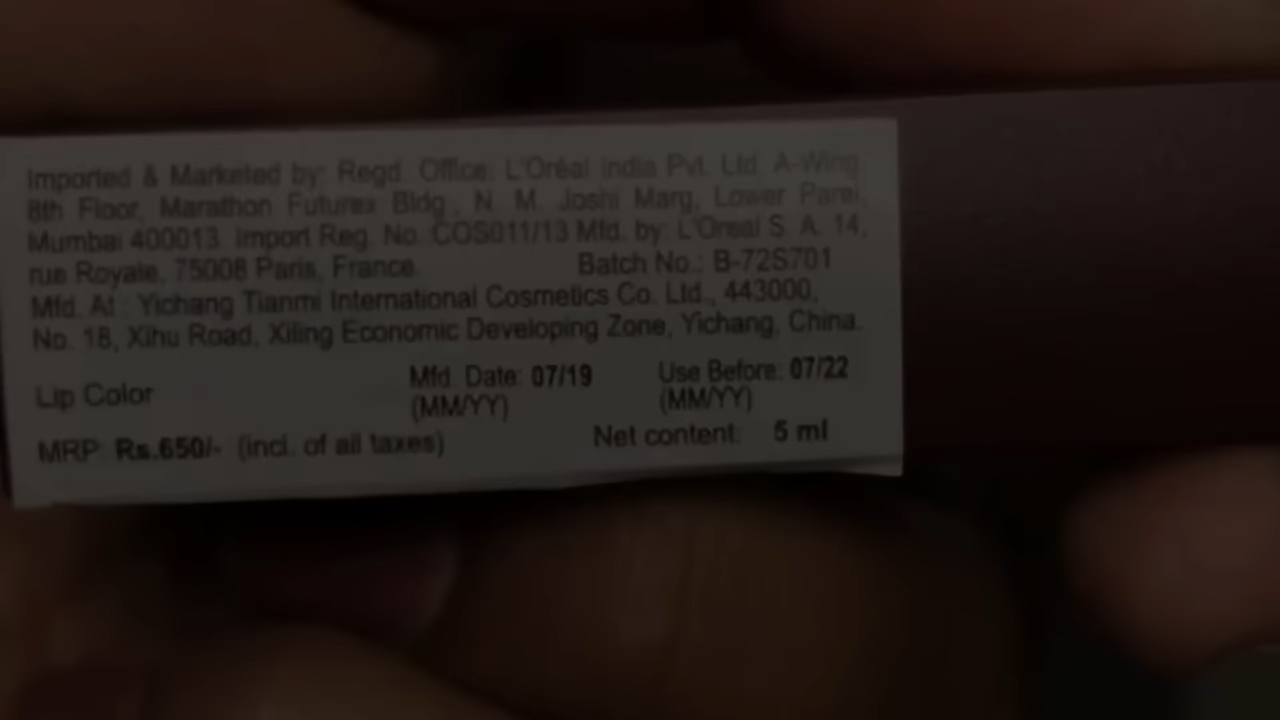 Imported & Marketed by: Regd. Office: L'Oréal India Pvt. Ltd. A-Wing
8th Floor, Marathon Futurex Bldg., N. M. Joshi Marg, Lower Parel,
Mumbai 400013. Import Reg. No. COS011/13 Mfd. by: L'Oreal S. A. 14,
rue Royale, 75008 Paris, France. Batch No.: B-72S701
Mfd. At : Yichang Tianmi International Cosmetics Co. Ltd., 443000,
No. 18, Xihu Road, Xiling Economic Developing Zone, Yichang, China.
Lip Color Mfd. Date: 07/19 Use Before: 07/22
(MM/YY) (MM/YY)
MRP: Rs.650/- (incl. of all taxes) Net content: 5 ml